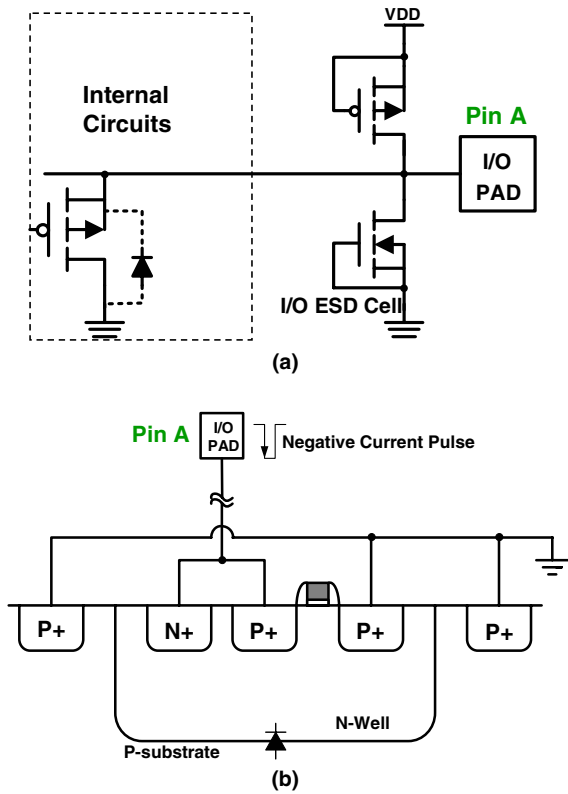 VDD
Internal
Circuits
Pin A
I/O
PAD
I/O ESD Cell
(a)
Pin A
I/O
PAD
Negative Current Pulse
P+
N+
P+
P+
P+
N-Well
P-substrate
(b)